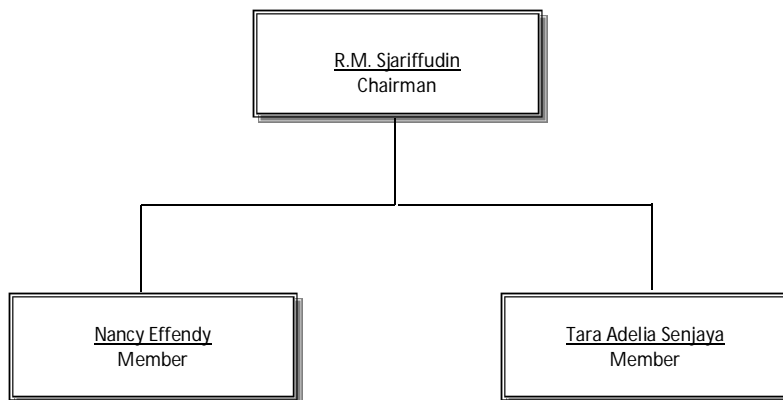 R.M. Sjariffudin
Chairman
Nancy Effendy
Member
Tara Adelia Senjaya
Member